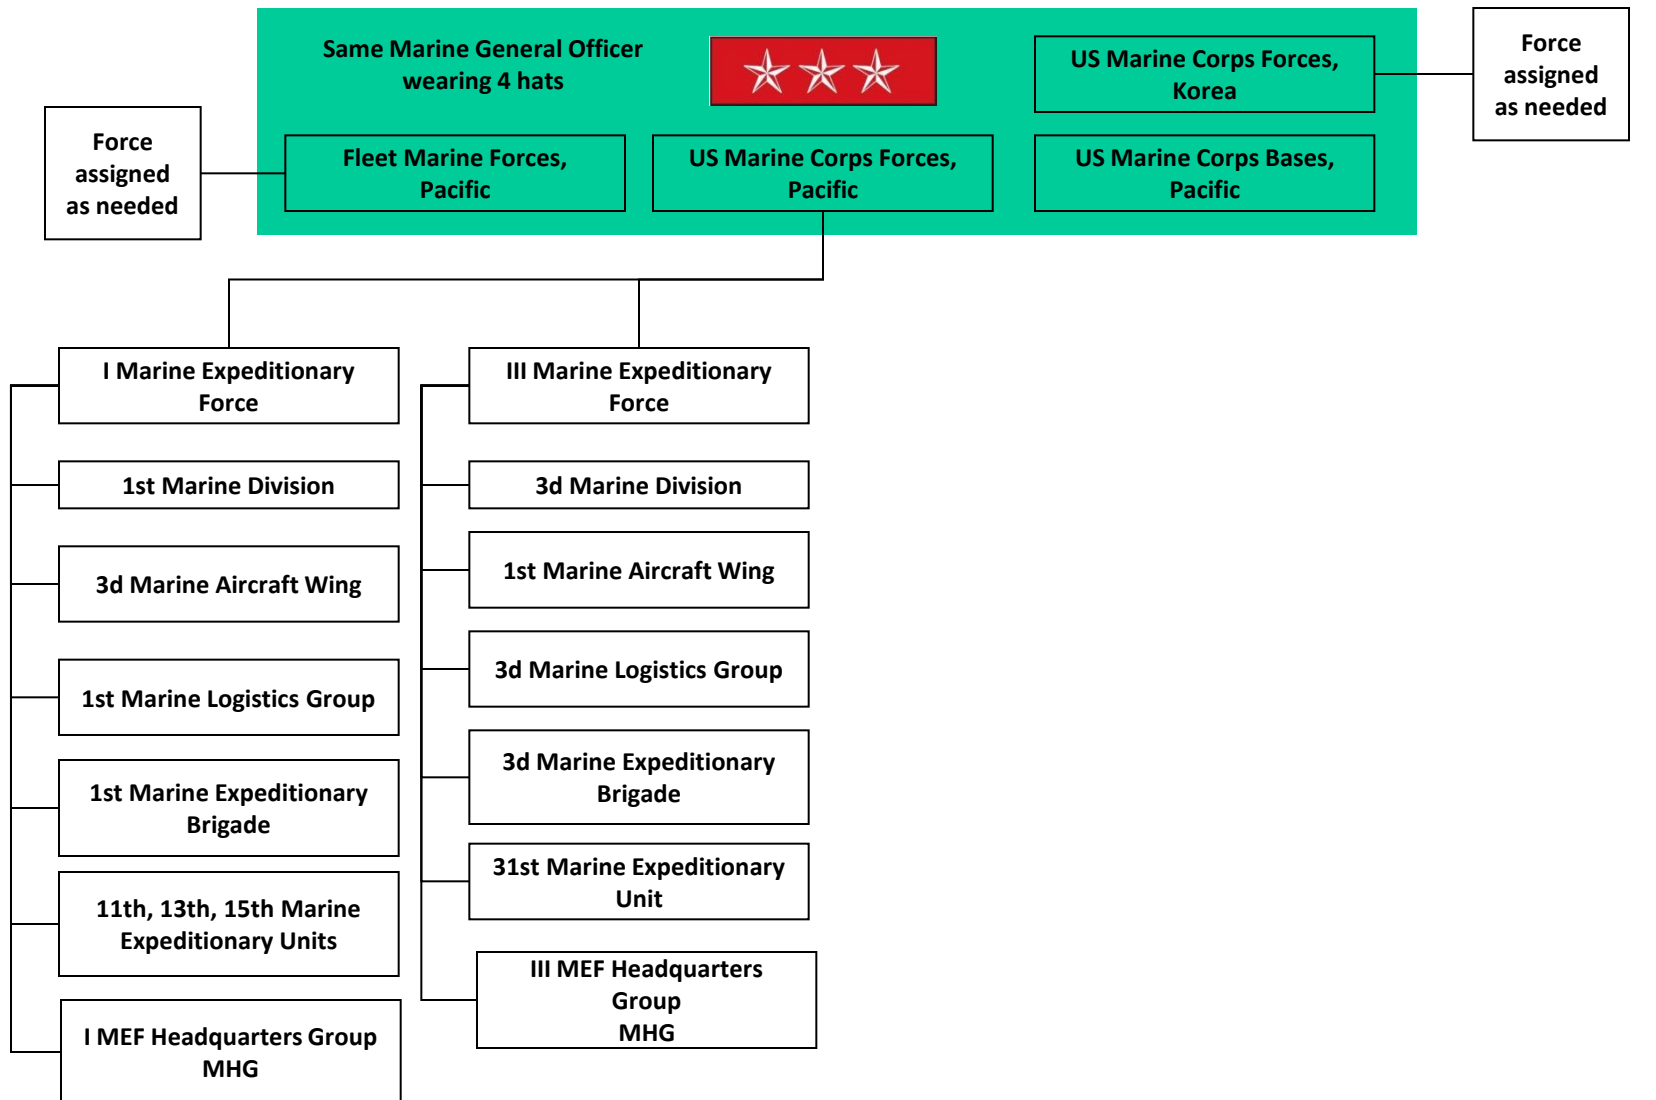 Same Marine General Officer
wearing 4 hats
US Marine Corps Forces,
Korea
Force
assigned
as needed
Force
assigned
as needed
Fleet Marine Forces,
Pacific
US Marine Corps Forces,
Pacific
US Marine Corps Bases,
Pacific
I Marine Expeditionary
Force
1st Marine Division
3d Marine Aircraft Wing
1st Marine Logistics Group
1st Marine Expeditionary
Brigade
11th, 13th, 15th Marine
Expeditionary Units
I MEF Headquarters Group
MHG
III Marine Expeditionary
Force
3d Marine Division
1st Marine Aircraft Wing
3d Marine Logistics Group
3d Marine Expeditionary
Brigade
31st Marine Expeditionary
Unit
III MEF Headquarters
Group
MHG